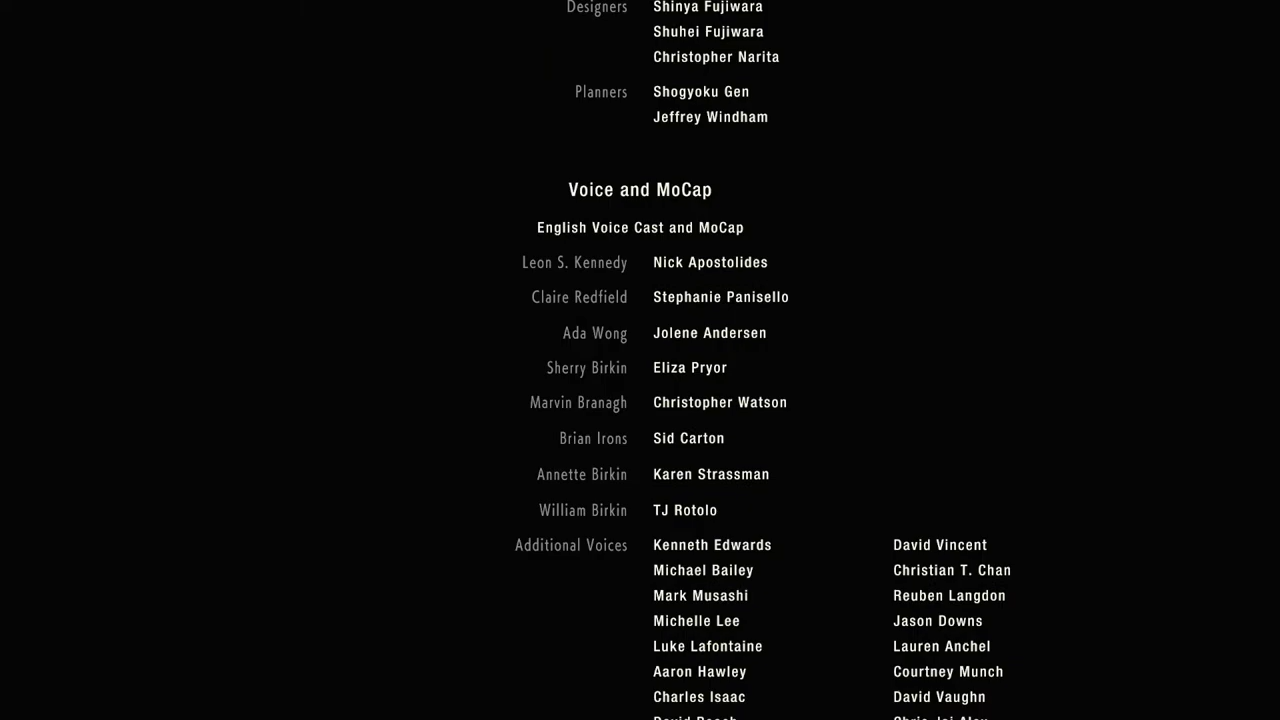 Designers Shinya Fujiwara
Shuhei Fujiwara
Christopher Narita
Planners Shogyoku Gen
Jeffrey Windham
Voice and MoCap
English Voice Cast and MoCap
Leon S. Kennedy Nick Apostolides
Claire Redfield Stephanie Panisello
Ada Wong Jolene Andersen
Sherry Birkin Eliza Pryor
Marvin Branagh Christopher Watson
Brian Irons Sid Carton
Annette Birkin Karen Strassman
William Birkin TJ Rotolo
Additional Voices Kenneth Edwards David Vincent
Michael Bailey Christian T. Chan
Mark Musashi Reuben Langdon
Michelle Lee Jason Downs
Luke Lafontaine Lauren Anchel
Aaron Hawley Courtney Munch
Charles Isaac David Vaughn
David